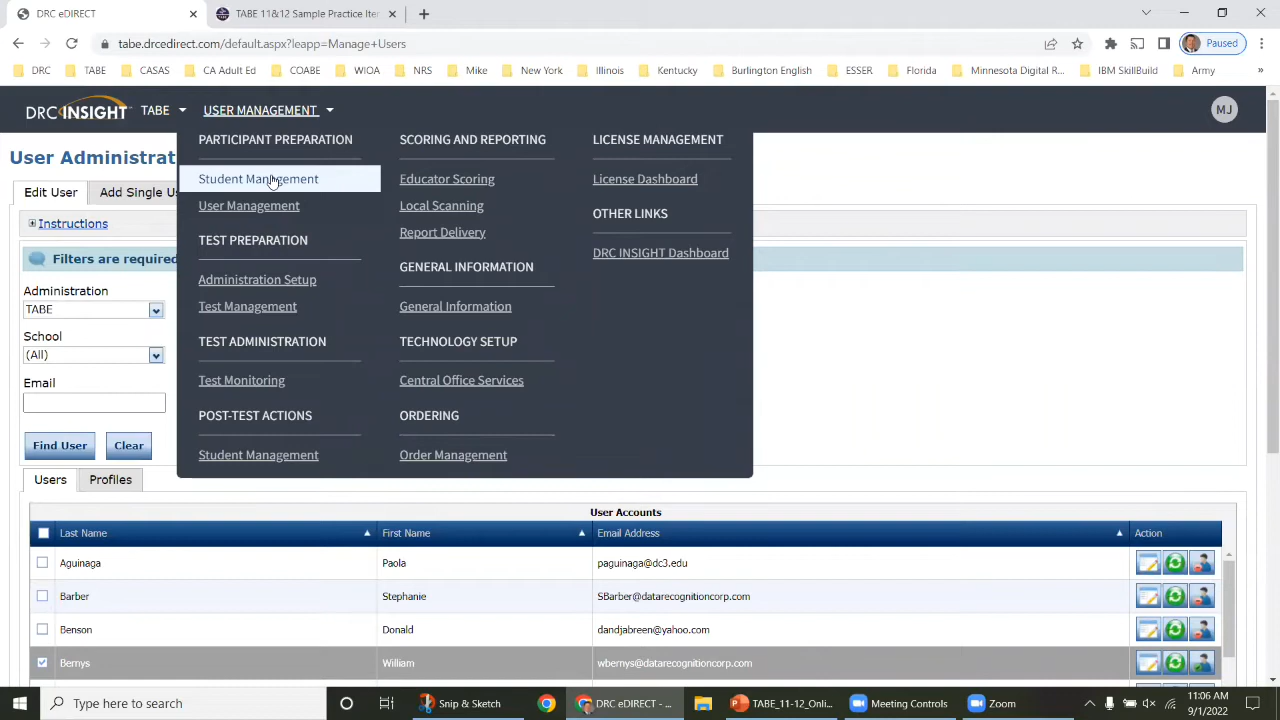 DRC eDIRECT
TABE 11&12 Sample Practice Iter
tabe.drcedirect.com/default.aspx?leapp=Manage+Users
Paused
DRC
TABE
CASAS
CA Adult Ed
COABE
WIOA
NRS
Mike
New York
Illinois
Kentucky
Burlington English
ESSER
Florida
Minnesota Digital R...
IBM SkillBuild
Army
»
DRC INSIGHT
TABE
USER MANAGEMENT
MJ
User Administrat
Edit User
Add Single Us
Instructions
Filters are required
Administration
TABE
School
(All)
Email
Find User
Clear
PARTICIPANT PREPARATION
Student Management
User Management
TEST PREPARATION
Administration Setup
Test Management
TEST ADMINISTRATION
Test Monitoring
POST-TEST ACTIONS
Student Management
SCORING AND REPORTING
Educator Scoring
Local Scanning
Report Delivery
GENERAL INFORMATION
General Information
TECHNOLOGY SETUP
Central Office Services
ORDERING
Order Management
LICENSE MANAGEMENT
License Dashboard
OTHER LINKS
DRC INSIGHT Dashboard
Users
Profiles
User Accounts
Last Name First Name Email Address Action
Aguinaga Paola paguinaga@dc3.edu
Barber Stephanie SBarber@datarecognitioncorp.com
Benson Donald dandjabreen@yahoo.com
Bernys William wbernys@datarecognitioncorp.com
Type here to search
Snip & Sketch
DRC eDIRECT - ...
TABE_11-12_Onli...
Meeting Controls
Zoom
11:06 AM
9/1/2022